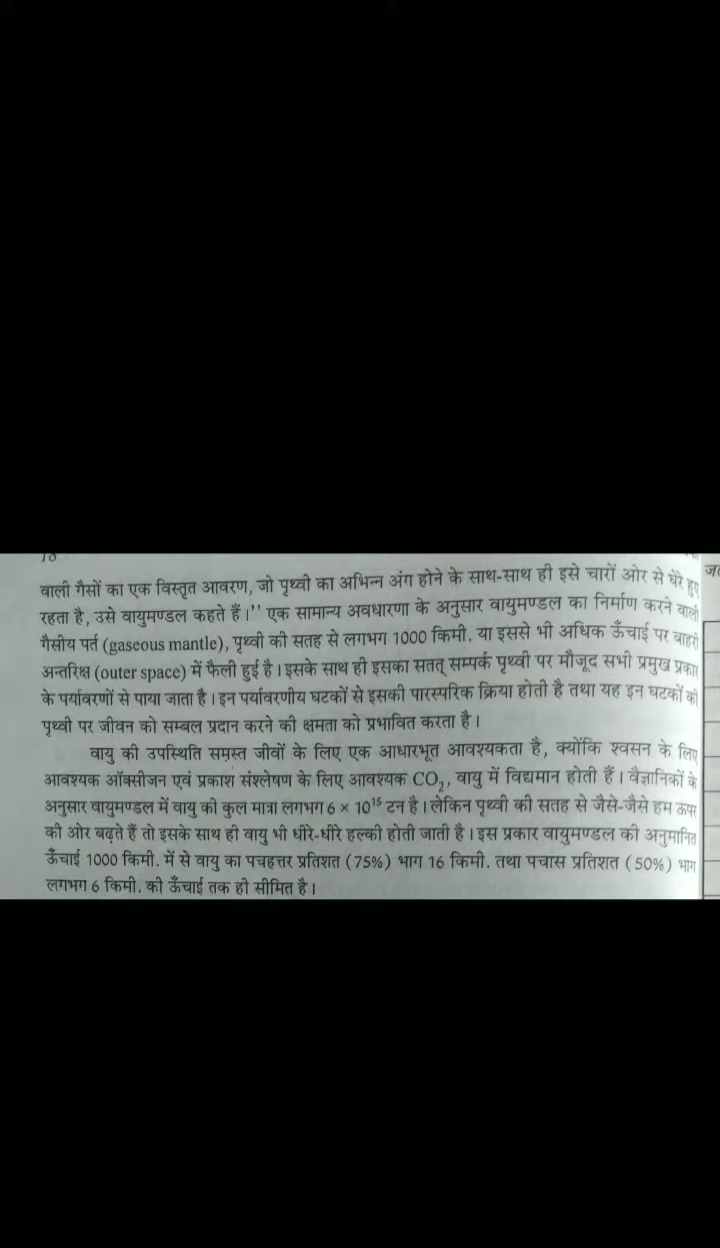 वाली गैसों का एक विस्तृत आवरण, जो पृथ्वी का अभिन्न अंग होने के साथ-साथ ही इसे चारों ओर से घेरे हुए
रहता है, उसे वायुमण्डल कहते हैं।'' एक सामान्य अवधारणा के अनुसार वायुमण्डल का निर्माण करने वाली
गैसीय पर्त (gaseous mantle), पृथ्वी की सतह से लगभग 1000 किमी. या इससे भी अधिक ऊँचाई पर बाहरी
अन्तरिक्ष (outer space) में फैली हुई है। इसके साथ ही इसका सतत् सम्पर्क पृथ्वी पर मौजूद सभी प्रमुख प्रकार
के पर्यावरणों से पाया जाता है। इन पर्यावरणीय घटकों से इसकी पारस्परिक क्रिया होती है तथा यह इन घटकों की
पृथ्वी पर जीवन को सम्बल प्रदान करने की क्षमता को प्रभावित करता है।
वायु की उपस्थिति समस्त जीवों के लिए एक आधारभूत आवश्यकता है, क्योंकि श्वसन के लिए
आवश्यक ऑक्सीजन एवं प्रकाश संश्लेषण के लिए आवश्यक CO₂, वायु में विद्यमान होती हैं। वैज्ञानिकों के
अनुसार वायुमण्डल में वायु की कुल मात्रा लगभग 6 × 10¹⁵ टन है। लेकिन पृथ्वी की सतह से जैसे-जैसे हम ऊपर
की ओर बढ़ते हैं तो इसके साथ ही वायु भी धीरे-धीरे हल्की होती जाती है। इस प्रकार वायुमण्डल की अनुमानित
ऊँचाई 1000 किमी. में से वायु का पचहत्तर प्रतिशत (75%) भाग 16 किमी. तथा पचास प्रतिशत (50%) भाग
लगभग 6 किमी. की ऊँचाई तक ही सीमित है।